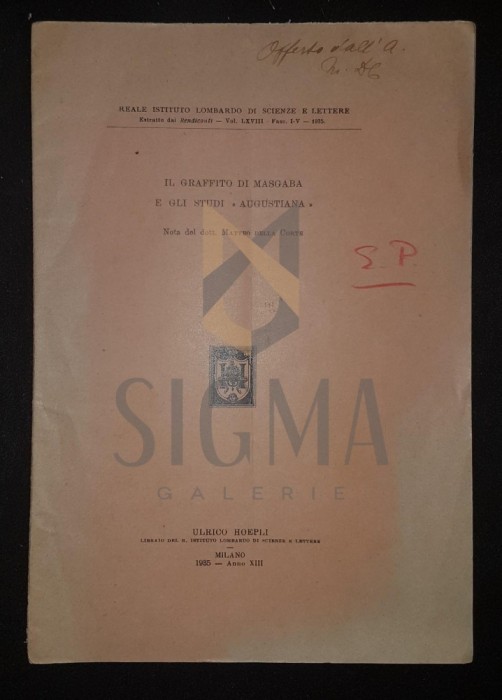 Offerto dall'A.
REALE ISTITUTO LOMBARDO DI SCIENZE E LETTERE
Estratto dai Rendiconti — Vol. LXVIII - Fasc. I-V — 1935.
IL GRAFFITO DI MASGABA
E GLI STUDI « AUGUSTIANA »
Nota del dott. MATTEO DELLA CORTE
S. P.
SIGMA
GALERIE
ULRICO HOEPLI
LIBRAIO DEL R. ISTITUTO LOMBARDO DI SCIENZE E LETTERE
MILANO
1935 — ANNO XIII